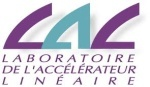 LAL
LABORATOIRE
DE L'ACCÉLÉRATEUR
LINÉAIRE